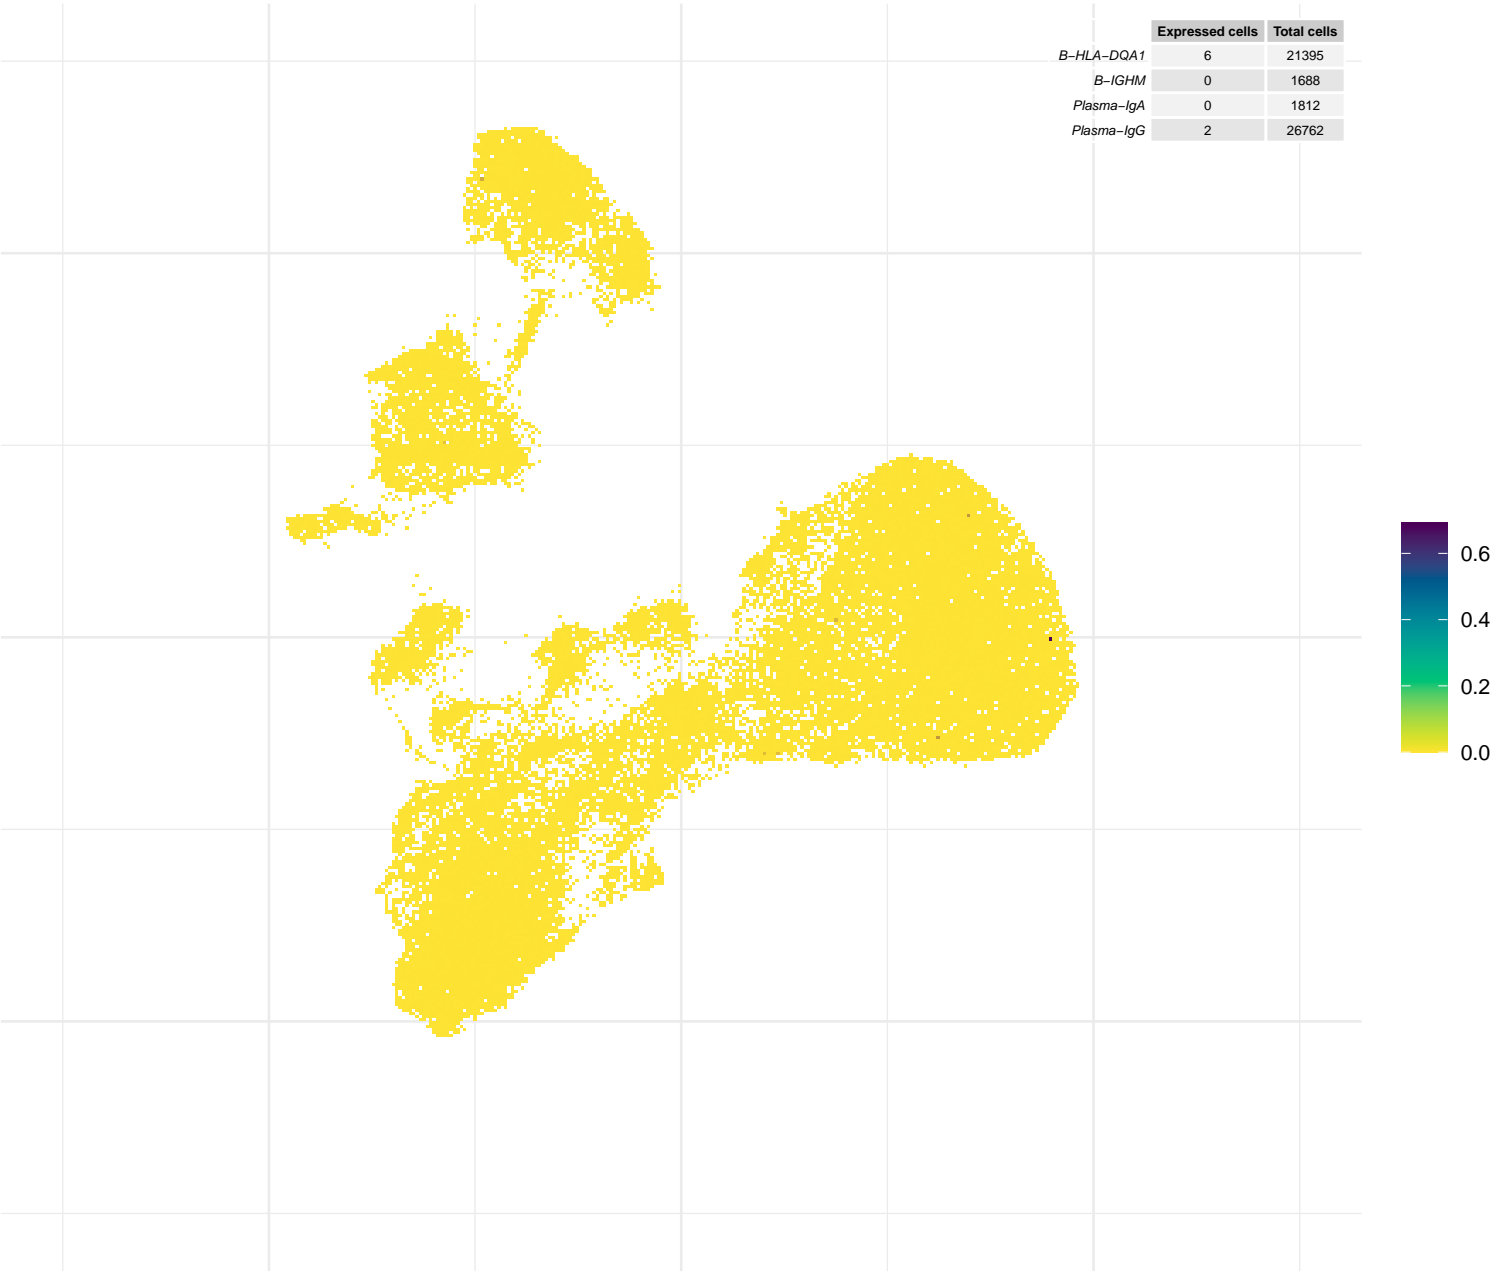 Expressed cells Total cells
B−HLA−DQA1 6 21395
B−IGHM 0 1688
Plasma−IgA 0 1812
Plasma−IgG 2 26762
0.6
0.4
0.2
0.0